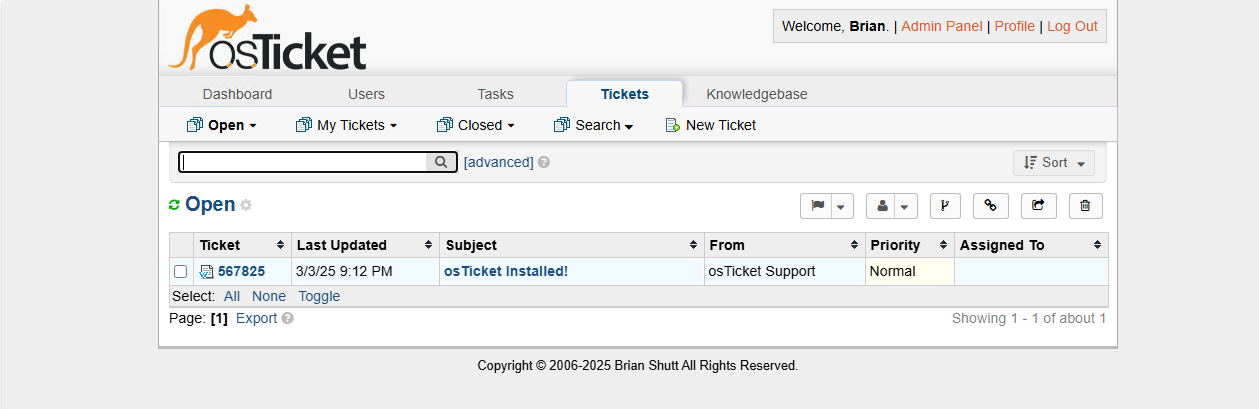 osTicket
Welcome, Brian. | Admin Panel | Profile | Log Out
Dashboard Users Tasks Tickets Knowledgebase
Open My Tickets Closed Search New Ticket
[advanced] Sort
Open
Ticket Last Updated Subject From Priority Assigned To
567825 3/3/25 9:12 PM osTicket Installed! osTicket Support Normal
Select: All None Toggle
Page: [1] Export Showing 1 - 1 of about 1
Copyright © 2006-2025 Brian Shutt All Rights Reserved.